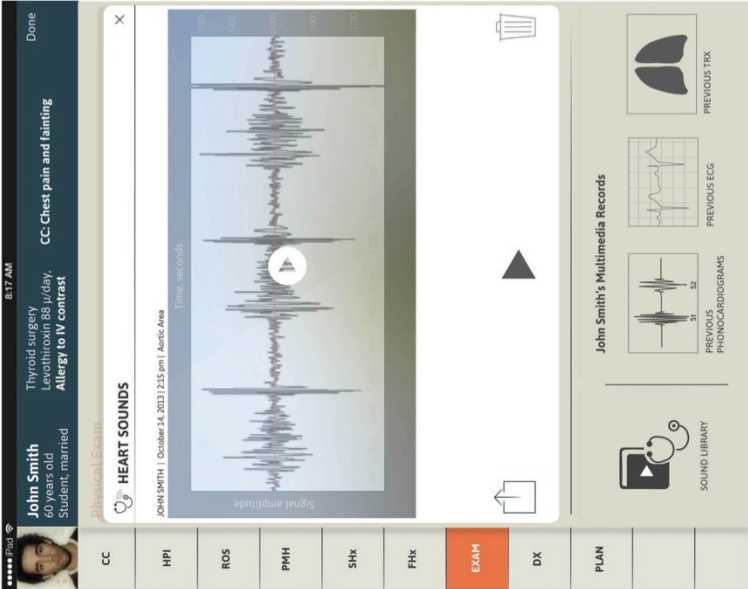 iPad
8:17 AM
John Smith
60 years old
Student, married
Thyroid surgery
Levothiroxin 88 µ/day,
Allergy to IV contrast
CC: Chest pain and fainting
Done
Physical Exam
HEART SOUNDS
JOHN SMITH | October 14, 2013 | 2:15 pm | Aortic Area
Time, seconds
Signal amplitude
CC
HPI
ROS
PMH
SHx
FHx
EXAM
DX
PLAN
SOUND LIBRARY
John Smith's Multimedia Records
S1
S2
PREVIOUS
PHONOCARDIOGRAMS
PREVIOUS ECG
PREVIOUS TRX